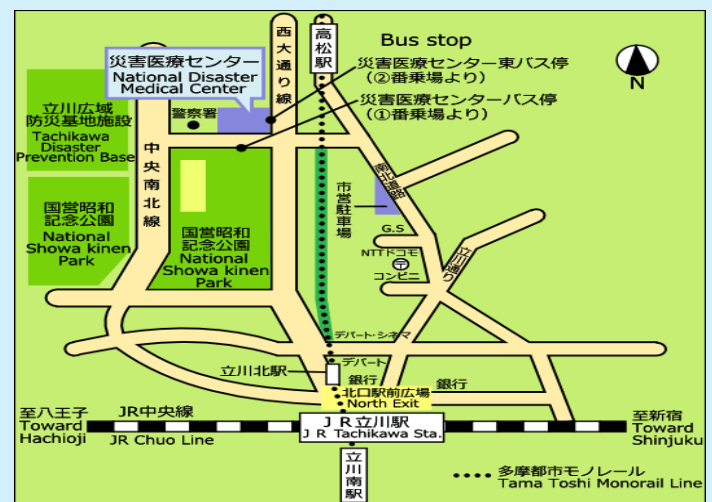 高松駅
西大通り線
Bus stop
災害医療センター
National Disaster
Medical Center
災害医療センター東バス停
(②番乗場より)
災害医療センターバス停
(①番乗場より)
N
立川広域
防災基地施設
Tachikawa
Disaster
Prevention Base
警察署
中央南北線
南北道路
市営駐車場
国営昭和
記念公園
National
Showa kinen
Park
国営昭和
記念公園
National
Showa kinen
Park
G.S
NTTドコモ
コンビニ
立川通り
デパート・シネマ
デパート
立川北駅
銀行
銀行
北口駅前広場
North Exit
至八王子
Toward
Hachioji
JR中央線
JR Chuo Line
JR立川駅
JR Tachikawa Sta.
至新宿
Toward
Shinjuku
立川南駅
多摩都市モノレール
Tama Toshi Monorail Line